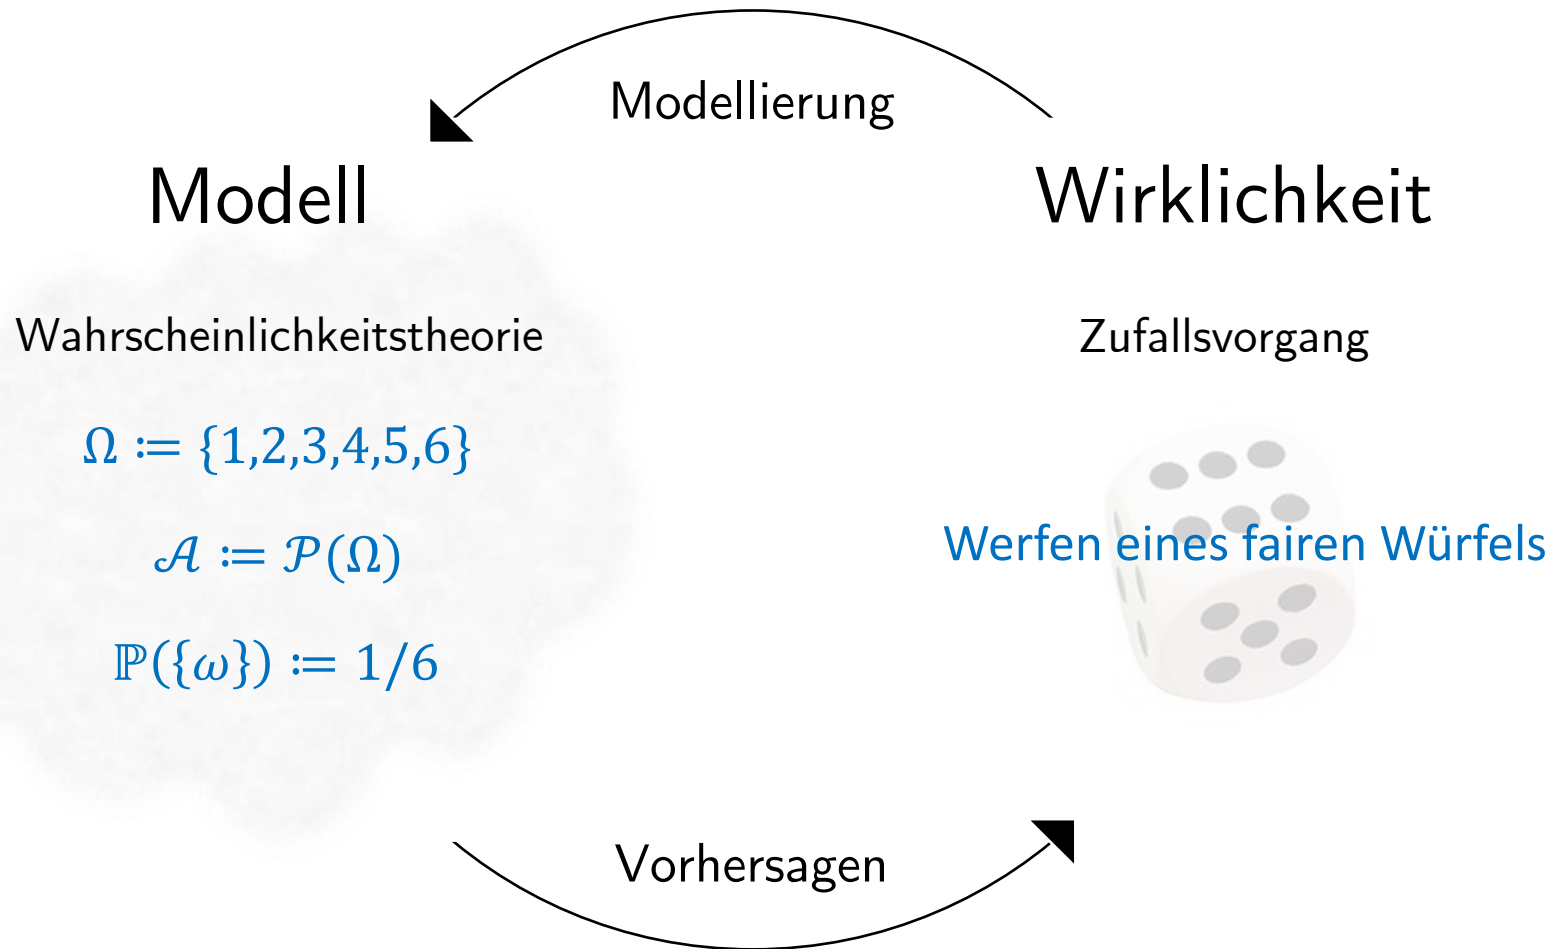 Modellierung
Modell
Wirklichkeit
Wahrscheinlichkeitstheorie
Zufallsvorgang
Ω ≔ {1,2,3,4,5,6}
𝒜 ≔ 𝒫(Ω)
Werfen eines fairen Würfels
ℙ({𝜔}) ≔ 1/6
Vorhersagen